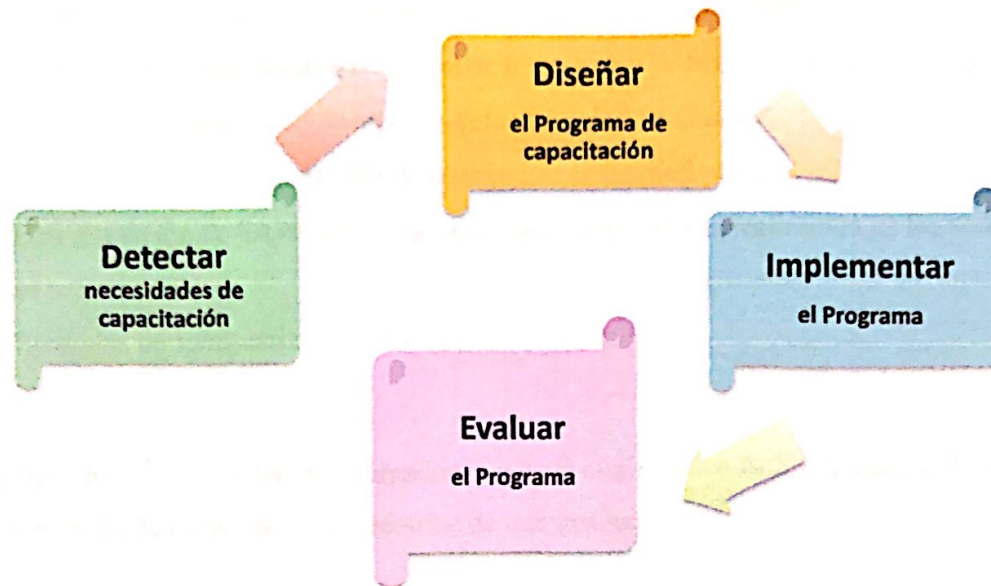 Detectar
necesidades de
capacitación
Diseñar
el Programa de
capacitación
Implementar
el Programa
Evaluar
el Programa